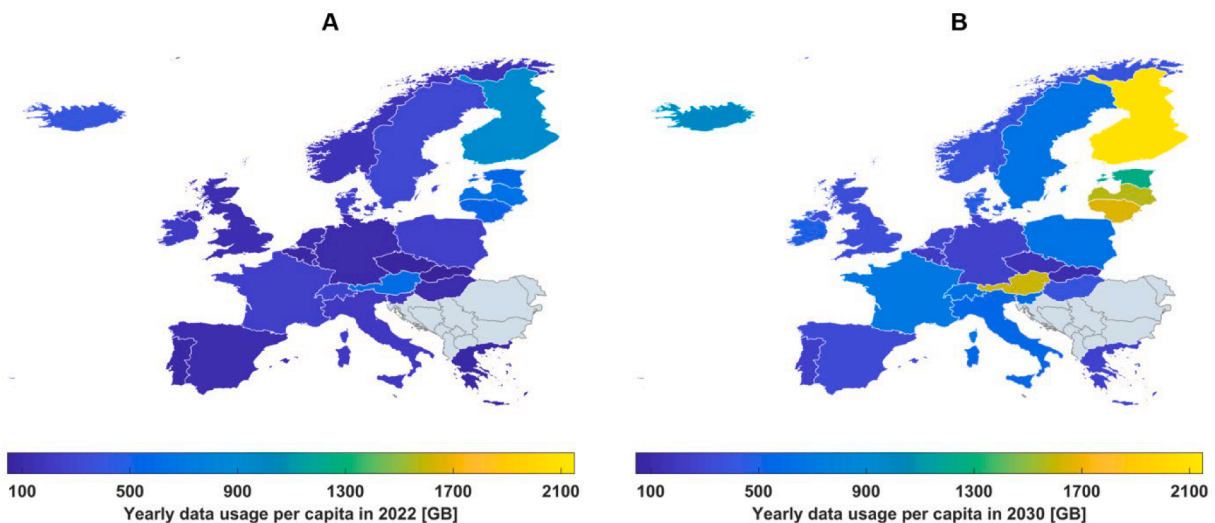 A
B
100 500 900 1300 1700 2100
Yearly data usage per capita in 2022 [GB]
100 500 900 1300 1700 2100
Yearly data usage per capita in 2030 [GB]